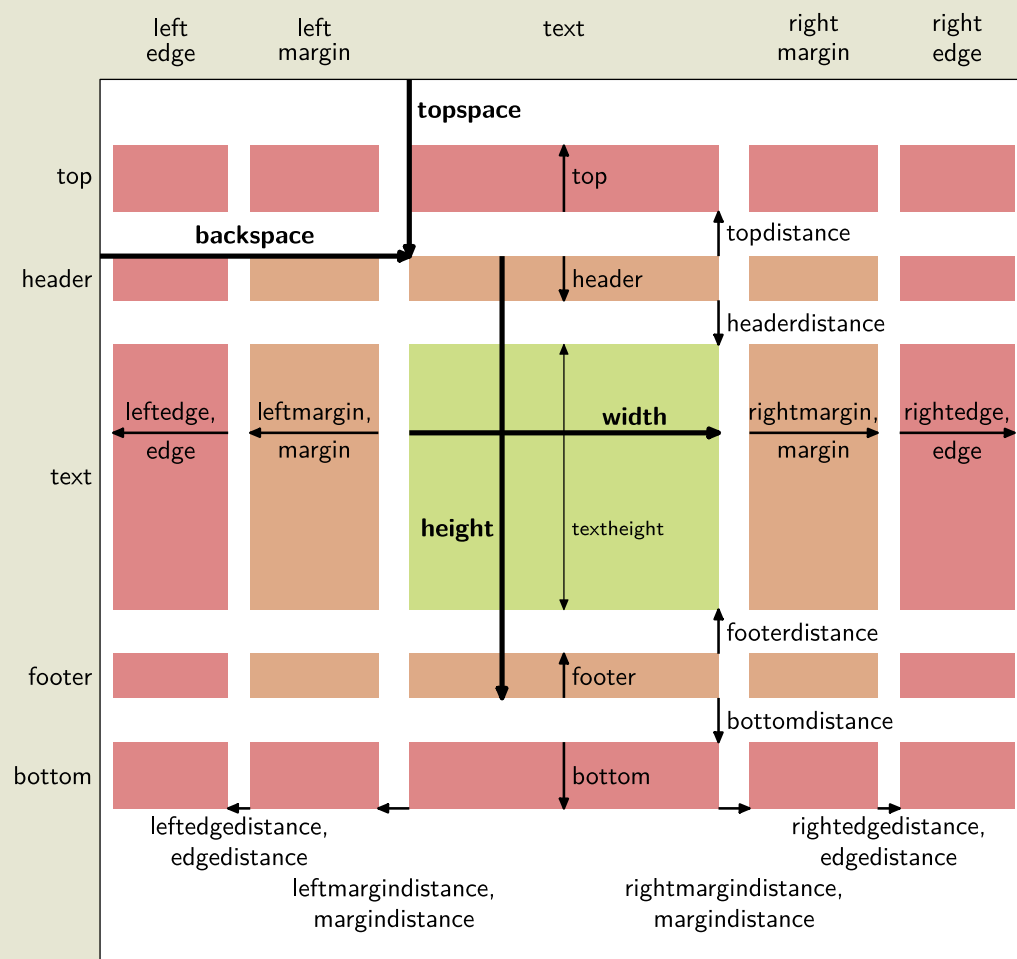 left
edge
left
margin
text
right
margin
right
edge
topspace
top
top
backspace
topdistance
header
header
headerdistance
leftedge,
edge
leftmargin,
margin
width
rightmargin,
margin
rightedge,
edge
text
height
textheight
footerdistance
footer
footer
bottomdistance
bottom
bottom
leftedgedistance,
edgedistance
rightedgedistance,
edgedistance
leftmargindistance,
margindistance
rightmargindistance,
margindistance